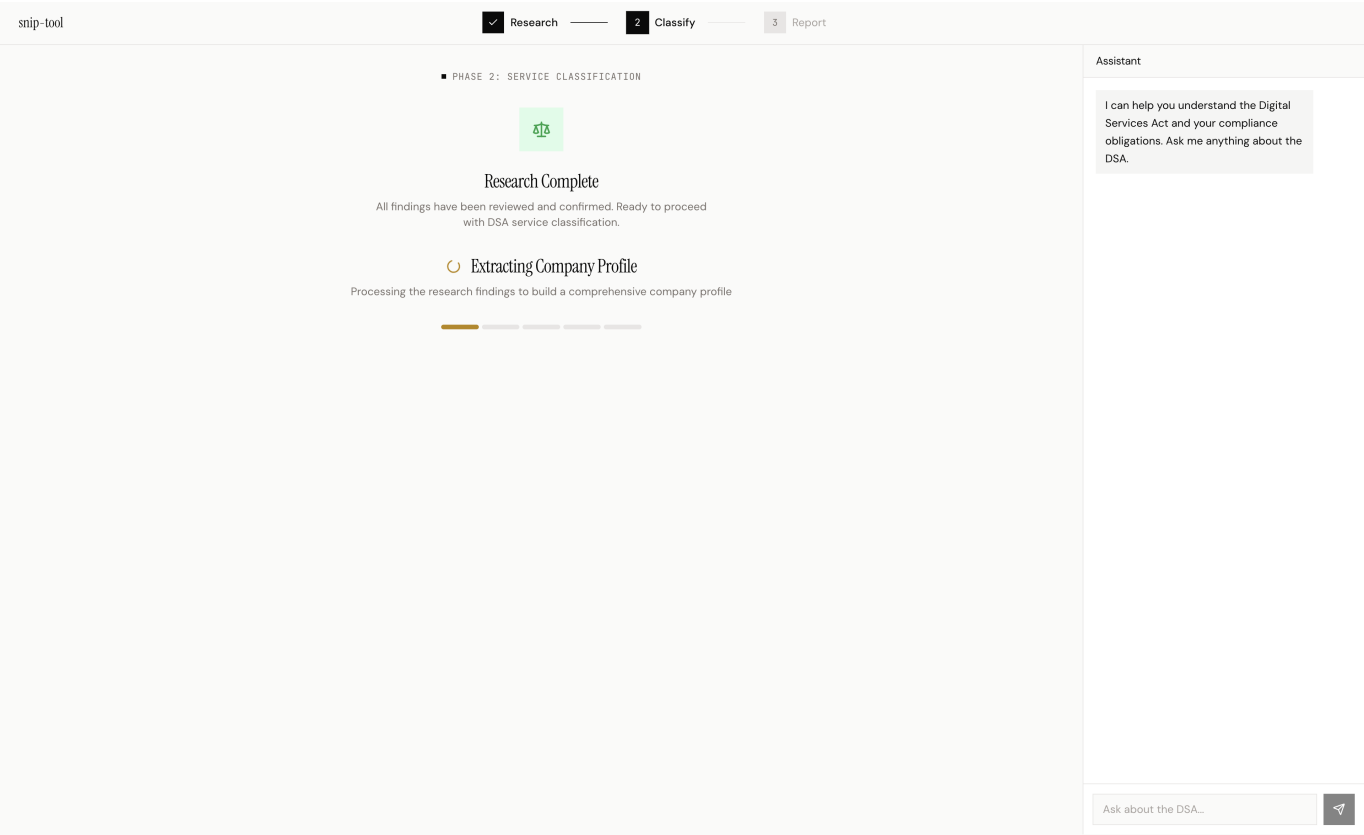 snip-tool
Research
2
Classify
3
Report
PHASE 2: SERVICE CLASSIFICATION
Research Complete
All findings have been reviewed and confirmed. Ready to proceed
with DSA service classification.
Extracting Company Profile
Processing the research findings to build a comprehensive company profile
Assistant
I can help you understand the Digital
Services Act and your compliance
obligations. Ask me anything about the
DSA.
Ask about the DSA...